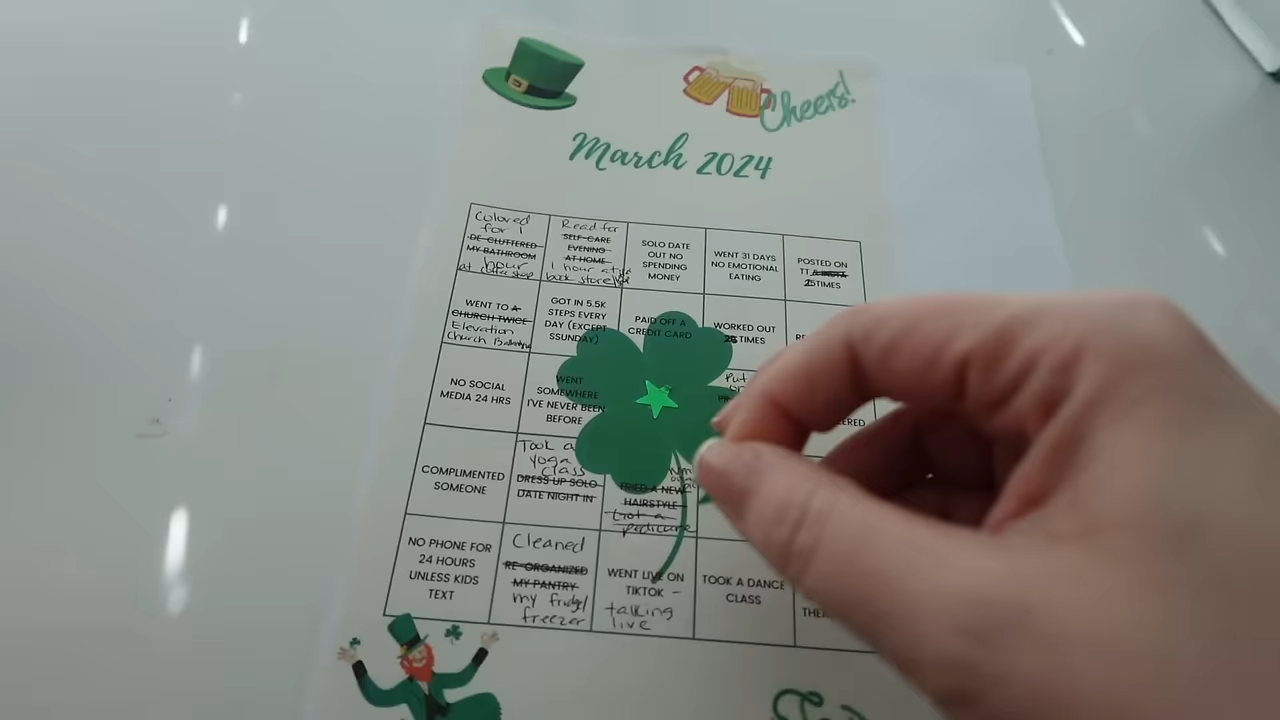 Cheers!
March 2024
Colored
for 1
DE-CLUTTERED
MY BATHROOM
hour
at coffee shop
Read for
SELF-CARE
EVENING
AT HOME
1 hour at
book store
SOLO DATE
OUT NO
SPENDING
MONEY
WENT 31 DAYS
NO EMOTIONAL
EATING
POSTED ON
TT & INSTA
25 TIMES
WENT TO A
CHURCH TWICE
Elevation
Church Ballantyne
GOT IN 5.5K
STEPS EVERY
DAY (EXCEPT
SSUNDAY)
PAID OFF A
CREDIT CARD
WORKED OUT
TIMES
NO SOCIAL
MEDIA 24 HRS
WENT
SOMEWHERE
I'VE NEVER BEEN
BEFORE
Put
COMPLIMENTED
SOMEONE
Took a
yoga
class
DRESS UP SOLO
DATE NIGHT IN
TRIED A NEW
HAIRSTYLE
Got a
pedicure
NO PHONE FOR
24 HOURS
UNLESS KIDS
TEXT
Cleaned
RE-ORGANIZED
MY PANTRY
my fridge/
freezer
WENT LIVE ON
TIKTOK -
talking
live
TOOK A DANCE
CLASS